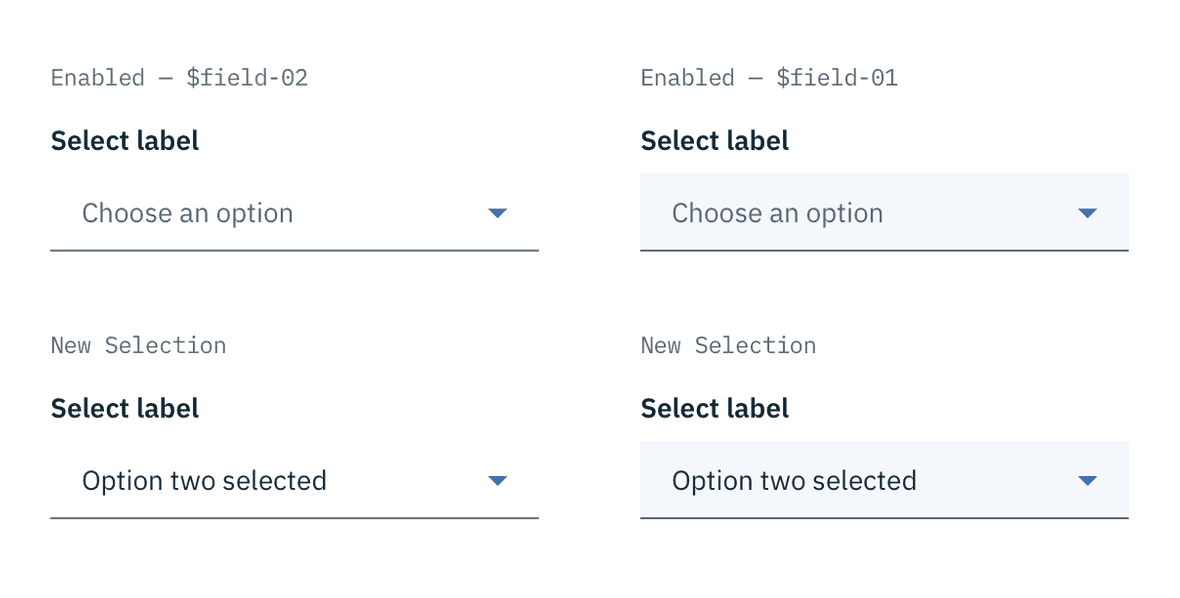 Enabled — $field-02
Select label
Choose an option
New Selection
Select label
Option two selected
Enabled — $field-01
Select label
Choose an option
New Selection
Select label
Option two selected